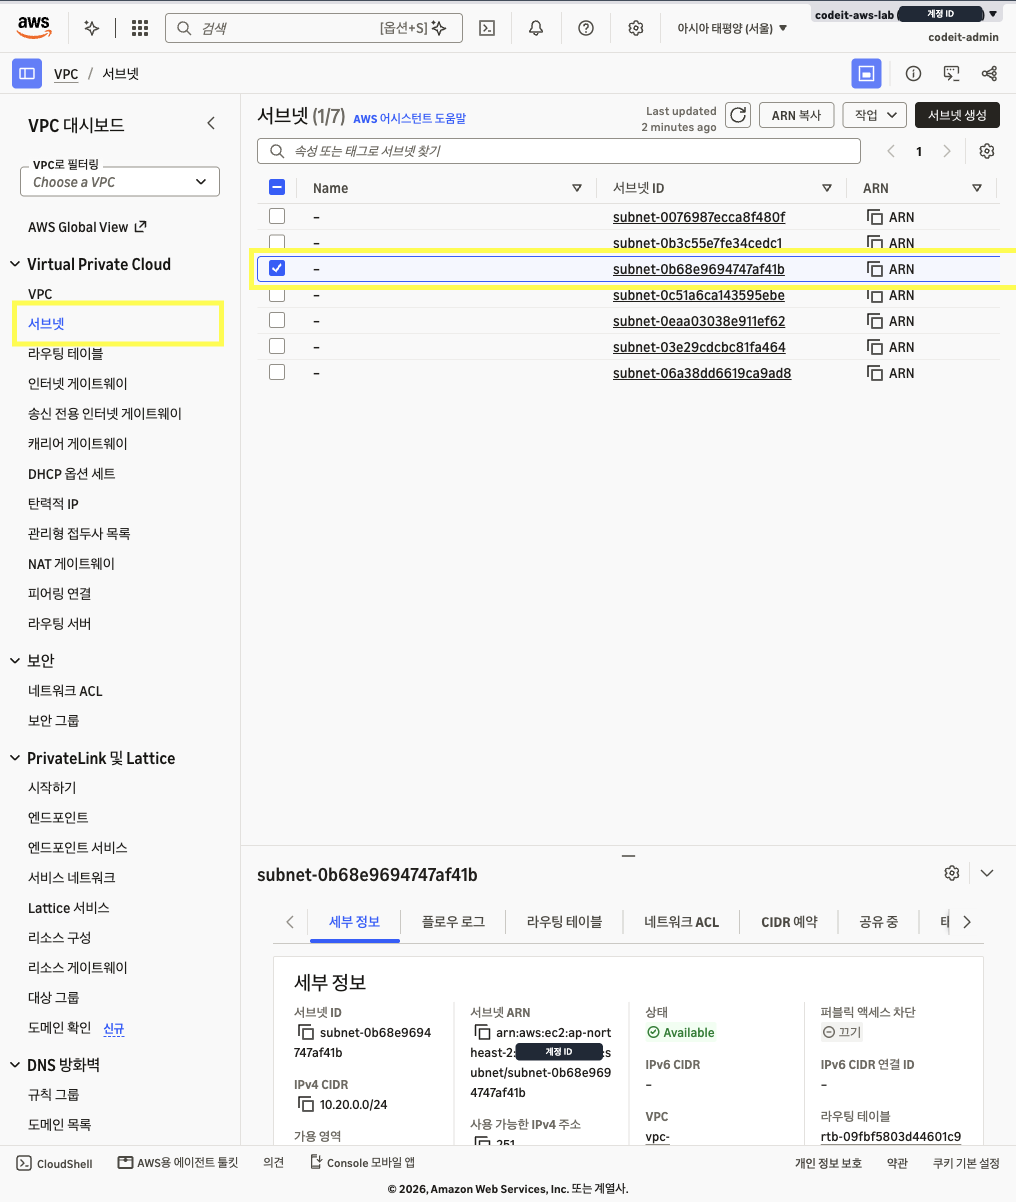 aws
검색
[옵션+S]
아시아 태평양 (서울)
codeit-aws-lab
계정 ID
codeit-admin
VPC / 서브넷
VPC 대시보드
VPC로 필터링
Choose a VPC
AWS Global View
Virtual Private Cloud
VPC
서브넷
라우팅 테이블
인터넷 게이트웨이
송신 전용 인터넷 게이트웨이
캐리어 게이트웨이
DHCP 옵션 세트
탄력적 IP
관리형 접두사 목록
NAT 게이트웨이
피어링 연결
라우팅 서버
보안
네트워크 ACL
보안 그룹
PrivateLink 및 Lattice
시작하기
엔드포인트
엔드포인트 서비스
서비스 네트워크
Lattice 서비스
리소스 구성
리소스 게이트웨이
대상 그룹
도메인 확인 신규
DNS 방화벽
규칙 그룹
도메인 목록
서브넷 (1/7) AWS 어시스턴트 도움말
Last updated
2 minutes ago
ARN 복사
작업
서브넷 생성
속성 또는 태그로 서브넷 찾기
1
Name 서브넷 ID ARN
– subnet-0076987ecca8f480f ARN
– subnet-0b3c55e7fe34cedc1 ARN
– subnet-0b68e9694747af41b ARN
– subnet-0c51a6ca143595ebe ARN
– subnet-0eaa03038e911ef62 ARN
– subnet-03e29cdcbc81fa464 ARN
– subnet-06a38dd6619ca9ad8 ARN
subnet-0b68e9694747af41b
세부 정보 플로우 로그 라우팅 테이블 네트워크 ACL CIDR 예약 공유 중
세부 정보
서브넷 ID
subnet-0b68e9694
747af41b
IPv4 CIDR
10.20.0.0/24
가용 영역
서브넷 ARN
arn:aws:ec2:ap-nort
heast-2: 계정 ID :s
ubnet/subnet-0b68e969
4747af41b
사용 가능한 IPv4 주소
251
상태
Available
IPv6 CIDR
–
VPC
vpc-
퍼블릭 액세스 차단
끄기
IPv6 CIDR 연결 ID
–
라우팅 테이블
rtb-09fbf5803d44601c9
CloudShell
AWS용 에이전트 툴킷
의견
Console 모바일 앱
개인 정보 보호
약관
쿠키 기본 설정
© 2026, Amazon Web Services, Inc. 또는 계열사.